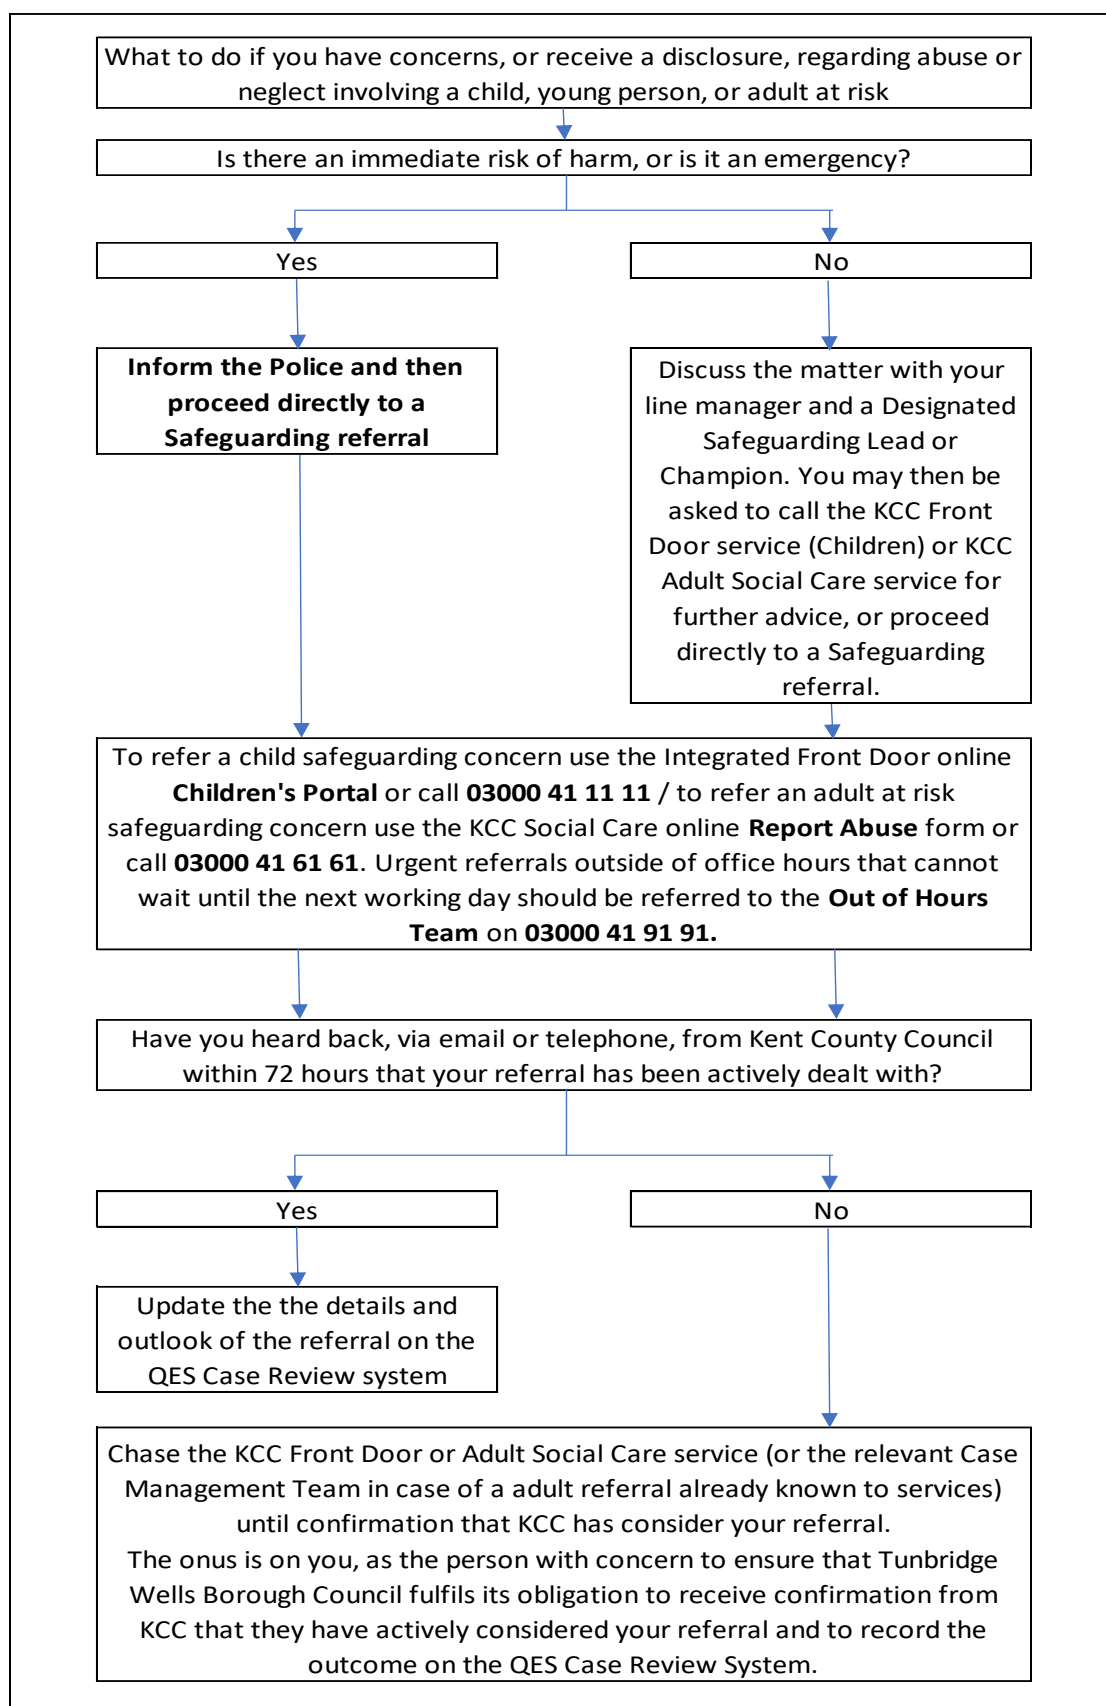 What to do if you have concerns, or receive a disclosure, regarding abuse or
neglect involving a child, young person, or adult at risk
Is there an immediate risk of harm, or is it an emergency?
Yes
No
Inform the Police and then
proceed directly to a
Safeguarding referral
Discuss the matter with your
line manager and a Designated
Safeguarding Lead or
Champion. You may then be
asked to call the KCC Front
Door service (Children) or KCC
Adult Social Care service for
further advice, or proceed
directly to a Safeguarding
referral.
To refer a child safeguarding concern use the Integrated Front Door online
Children's Portal or call 03000 41 11 11 / to refer an adult at risk
safeguarding concern use the KCC Social Care online Report Abuse form or
call 03000 41 61 61. Urgent referrals outside of office hours that cannot
wait until the next working day should be referred to the Out of Hours
Team on 03000 41 91 91.
Have you heard back, via email or telephone, from Kent County Council
within 72 hours that your referral has been actively dealt with?
Yes
No
Update the the details and
outlook of the referral on the
QES Case Review system
Chase the KCC Front Door or Adult Social Care service (or the relevant Case
Management Team in case of a adult referral already known to services)
until confirmation that KCC has consider your referral.
The onus is on you, as the person with concern to ensure that Tunbridge
Wells Borough Council fulfils its obligation to receive confirmation from
KCC that they have actively considered your referral and to record the
outcome on the QES Case Review System.